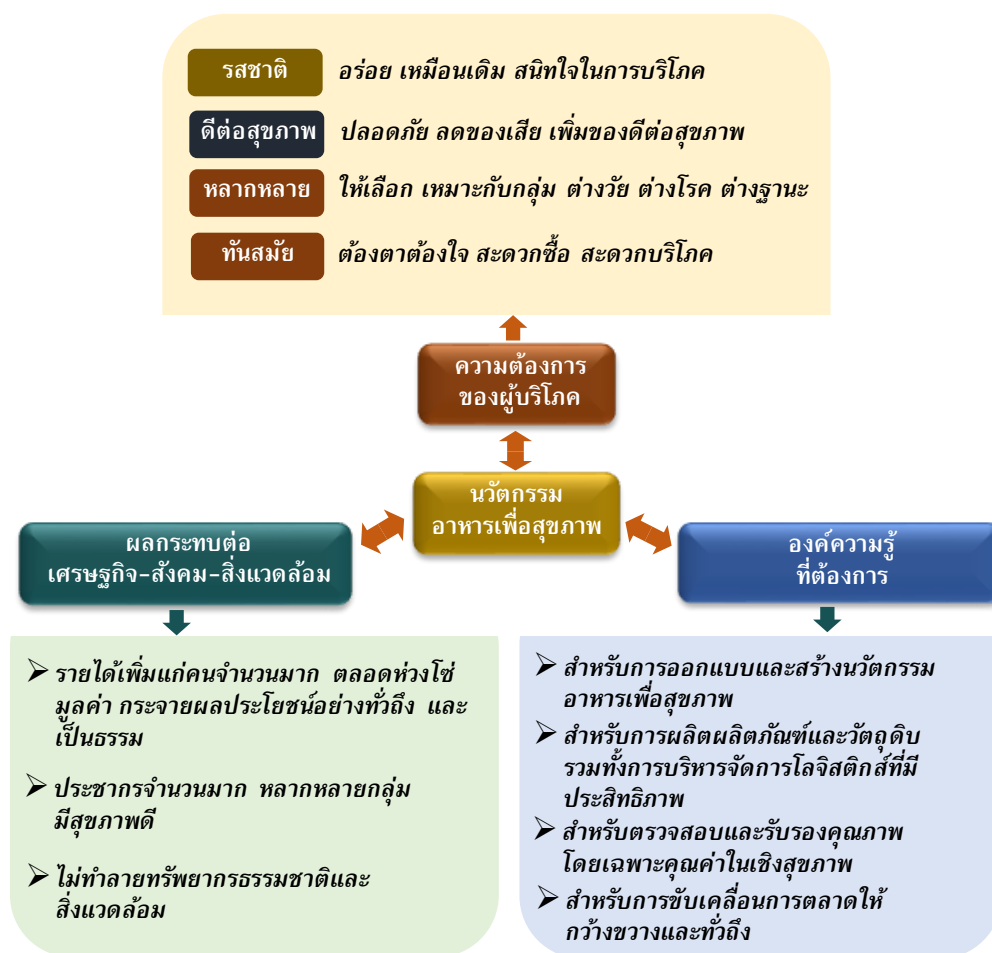 รสชาติ อร่อย เหมือนเดิม สนิทใจในการบริโภค
ดีต่อสุขภาพ ปลอดภัย ลดของเสีย เพิ่มของดีต่อสุขภาพ
หลากหลาย ให้เลือก เหมาะกับกลุ่ม ต่างวัย ต่างโรค ต่างฐานะ
ทันสมัย ต้องตาต้องใจ สะดวกซื้อ สะดวกบริโภค
ความต้องการ
ของผู้บริโภค
นวัตกรรม
อาหารเพื่อสุขภาพ
ผลกระทบต่อ
เศรษฐกิจ-สังคม-สิ่งแวดล้อม
➢ รายได้เพิ่มแก่คนจำนวนมาก ตลอดห่วงโซ่
มูลค่า กระจายผลประโยชน์อย่างทั่วถึง และ
เป็นธรรม
➢ ประชากรจำนวนมาก หลากหลายกลุ่ม
มีสุขภาพดี
➢ ไม่ทำลายทรัพยากรธรรมชาติและ
สิ่งแวดล้อม
องค์ความรู้
ที่ต้องการ
➢ สำหรับการออกแบบและสร้างนวัตกรรม
อาหารเพื่อสุขภาพ
➢ สำหรับการผลิตผลิตภัณฑ์และวัตถุดิบ
รวมทั้งการบริหารจัดการโลจิสติกส์ที่มี
ประสิทธิภาพ
➢ สำหรับตรวจสอบและรับรองคุณภาพ
โดยเฉพาะคุณค่าในเชิงสุขภาพ
➢ สำหรับการขับเคลื่อนการตลาดให้
กว้างขวางและทั่วถึง